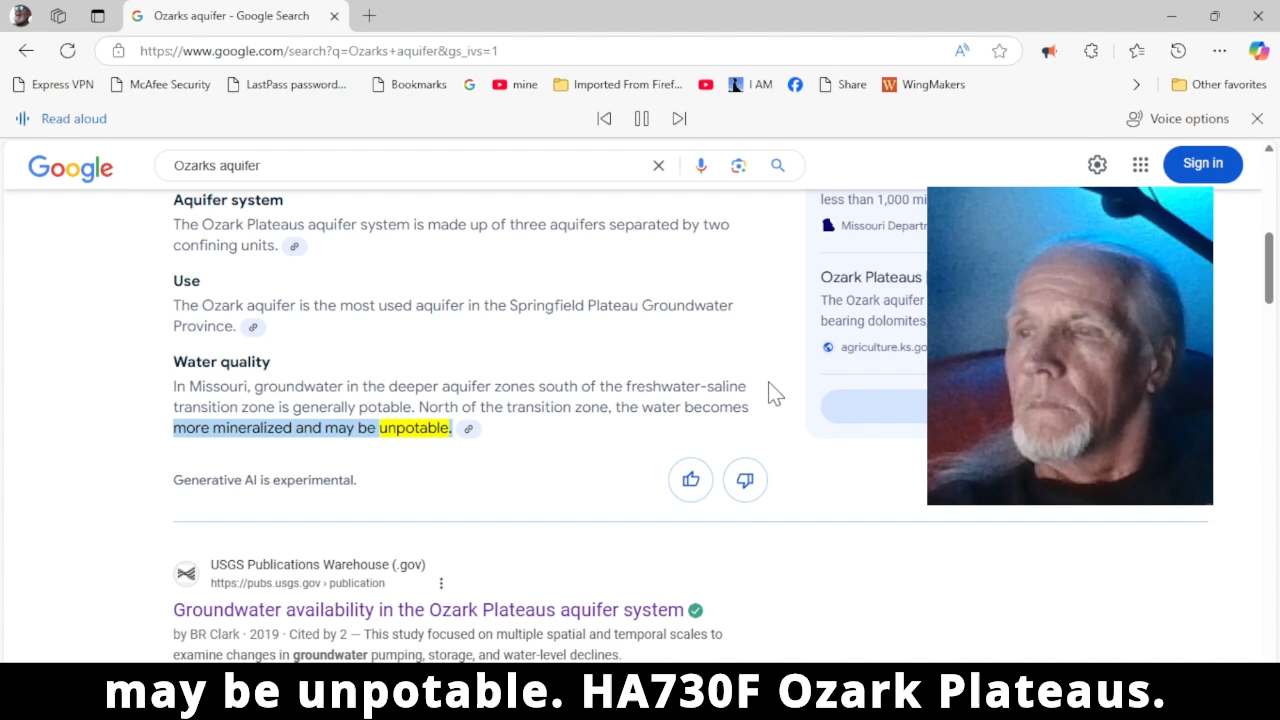 Ozarks aquifer - Google Search
https://www.google.com/search?q=Ozarks+aquifer&gs_ivs=1
Express VPN McAfee Security LastPass password... Bookmarks mine Imported From Firef... I AM Share WingMakers Other favorites
Read aloud Voice options
Google Ozarks aquifer Sign in
Aquifer system
The Ozark Plateaus aquifer system is made up of three aquifers separated by two
confining units.
Use
The Ozark aquifer is the most used aquifer in the Springfield Plateau Groundwater
Province.
Water quality
In Missouri, groundwater in the deeper aquifer zones south of the freshwater-saline
transition zone is generally potable. North of the transition zone, the water becomes
more mineralized and may be unpotable.
Generative AI is experimental.
less than 1,000 mi
Missouri Depart
Ozark Plateaus
The Ozark aquifer
bearing dolomites,
agriculture.ks.go
USGS Publications Warehouse (.gov)
https://pubs.usgs.gov › publication
Groundwater availability in the Ozark Plateaus aquifer system
by BR Clark · 2019 · Cited by 2 — This study focused on multiple spatial and temporal scales to
examine changes in groundwater pumping, storage, and water-level declines.
may be unpotable. HA730F Ozark Plateaus.